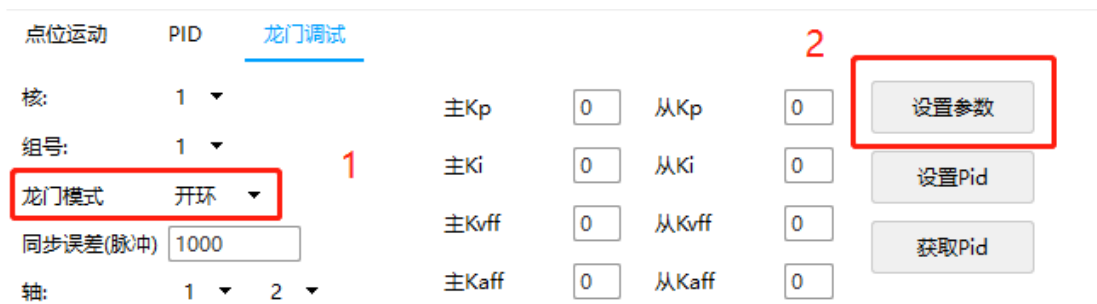 点位运动 PID 龙门调试
2
核: 1 主Kp 0 从Kp 0 设置参数
组号: 1
1
主Ki 0 从Ki 0 设置Pid
龙门模式 开环
主Kvff 0 从Kvff 0
同步误差(脉冲) 1000 获取Pid
轴: 1 2 主Kaff 0 从Kaff 0